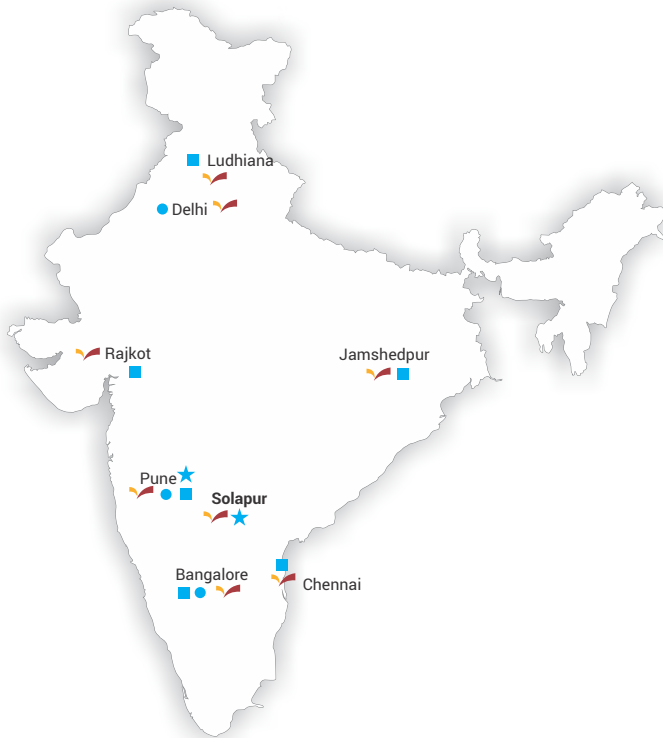 Ludhiana
Delhi
Rajkot
Jamshedpur
Pune
Solapur
Bangalore
Chennai